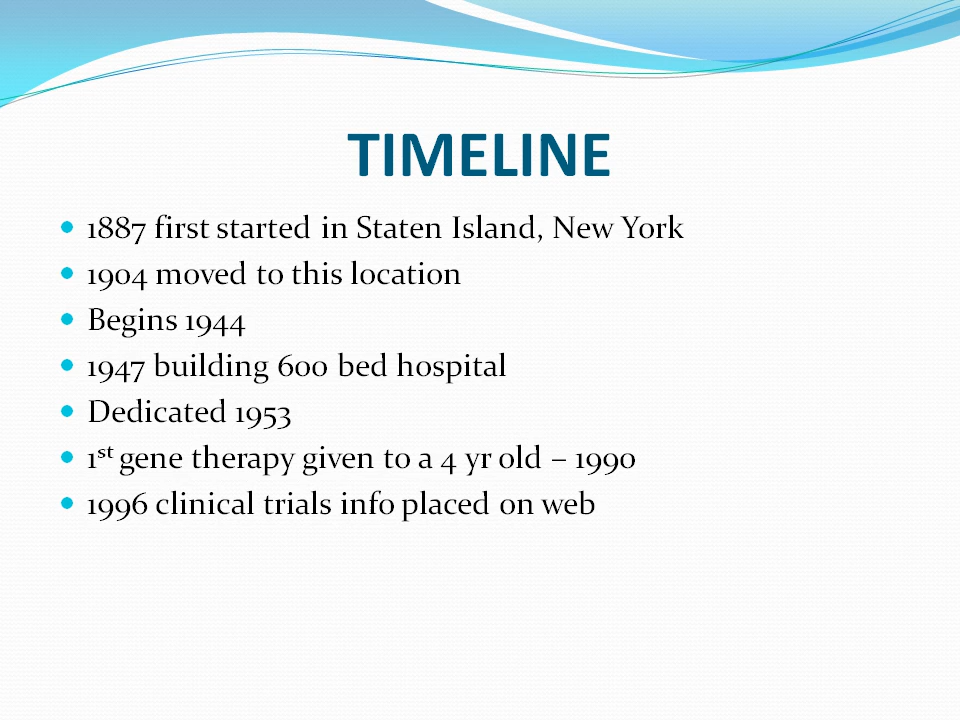 TIMELINE
1887 first started in Staten Island, New York
1904 moved to this location
Begins 1944
1947 building 600 bed hospital
Dedicated 1953
1st gene therapy given to a 4 yr old – 1990
1996 clinical trials info placed on web